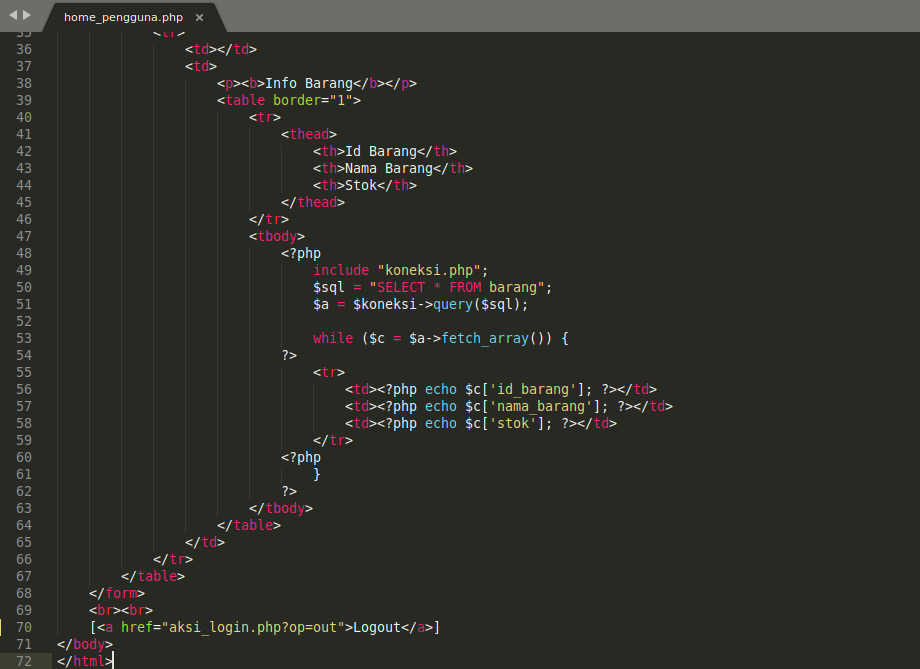 home_pengguna.php ×
35 <tr>
36 <td></td>
37 <td>
38 <p><b>Info Barang</b></p>
39 <table border="1">
40 <tr>
41 <thead>
42 <th>Id Barang</th>
43 <th>Nama Barang</th>
44 <th>Stok</th>
45 </thead>
46 </tr>
47 <tbody>
48 <?php
49 include "koneksi.php";
50 $sql = "SELECT * FROM barang";
51 $a = $koneksi->query($sql);
52
53 while ($c = $a->fetch_array()) {
54 ?>
55 <tr>
56 <td><?php echo $c['id_barang']; ?></td>
57 <td><?php echo $c['nama_barang']; ?></td>
58 <td><?php echo $c['stok']; ?></td>
59 </tr>
60 <?php
61 }
62 ?>
63 </tbody>
64 </table>
65 </td>
66 </tr>
67 </table>
68 </form>
69 <br><br>
70 [<a href="aksi_login.php?op=out">Logout</a>]
71 </body>
72 </html>